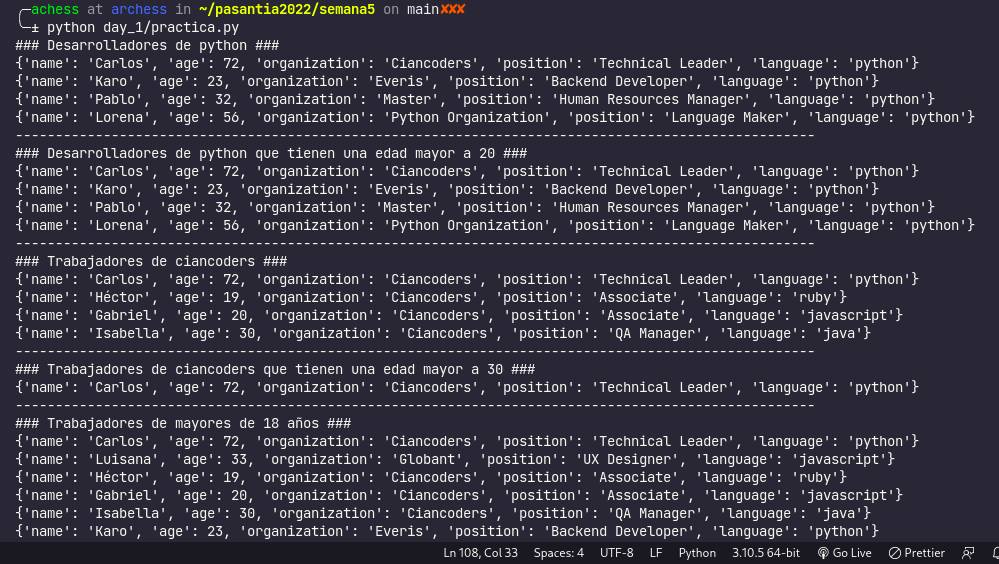 ╭─achess at archess in ~/pasantia2022/semana5 on main✘✘✘
╰─± python day_1/practica.py
### Desarrolladores de python ###
{'name': 'Carlos', 'age': 72, 'organization': 'Ciancoders', 'position': 'Technical Leader', 'language': 'python'}
{'name': 'Karo', 'age': 23, 'organization': 'Everis', 'position': 'Backend Developer', 'language': 'python'}
{'name': 'Pablo', 'age': 32, 'organization': 'Master', 'position': 'Human Resources Manager', 'language': 'python'}
{'name': 'Lorena', 'age': 56, 'organization': 'Python Organization', 'position': 'Language Maker', 'language': 'python'}
----------------------------------------------------------------------------------------------------
### Desarrolladores de python que tienen una edad mayor a 20 ###
{'name': 'Carlos', 'age': 72, 'organization': 'Ciancoders', 'position': 'Technical Leader', 'language': 'python'}
{'name': 'Karo', 'age': 23, 'organization': 'Everis', 'position': 'Backend Developer', 'language': 'python'}
{'name': 'Pablo', 'age': 32, 'organization': 'Master', 'position': 'Human Resources Manager', 'language': 'python'}
{'name': 'Lorena', 'age': 56, 'organization': 'Python Organization', 'position': 'Language Maker', 'language': 'python'}
----------------------------------------------------------------------------------------------------
### Trabajadores de ciancoders ###
{'name': 'Carlos', 'age': 72, 'organization': 'Ciancoders', 'position': 'Technical Leader', 'language': 'python'}
{'name': 'Héctor', 'age': 19, 'organization': 'Ciancoders', 'position': 'Associate', 'language': 'ruby'}
{'name': 'Gabriel', 'age': 20, 'organization': 'Ciancoders', 'position': 'Associate', 'language': 'javascript'}
{'name': 'Isabella', 'age': 30, 'organization': 'Ciancoders', 'position': 'QA Manager', 'language': 'java'}
----------------------------------------------------------------------------------------------------
### Trabajadores de ciancoders que tienen una edad mayor a 30 ###
{'name': 'Carlos', 'age': 72, 'organization': 'Ciancoders', 'position': 'Technical Leader', 'language': 'python'}
----------------------------------------------------------------------------------------------------
### Trabajadores de mayores de 18 años ###
{'name': 'Carlos', 'age': 72, 'organization': 'Ciancoders', 'position': 'Technical Leader', 'language': 'python'}
{'name': 'Luisana', 'age': 33, 'organization': 'Globant', 'position': 'UX Designer', 'language': 'javascript'}
{'name': 'Héctor', 'age': 19, 'organization': 'Ciancoders', 'position': 'Associate', 'language': 'ruby'}
{'name': 'Gabriel', 'age': 20, 'organization': 'Ciancoders', 'position': 'Associate', 'language': 'javascript'}
{'name': 'Isabella', 'age': 30, 'organization': 'Ciancoders', 'position': 'QA Manager', 'language': 'java'}
{'name': 'Karo', 'age': 23, 'organization': 'Everis', 'position': 'Backend Developer', 'language': 'python'}
Ln 108, Col 33 Spaces: 4 UTF-8 LF Python 3.10.5 64-bit Go Live Prettier